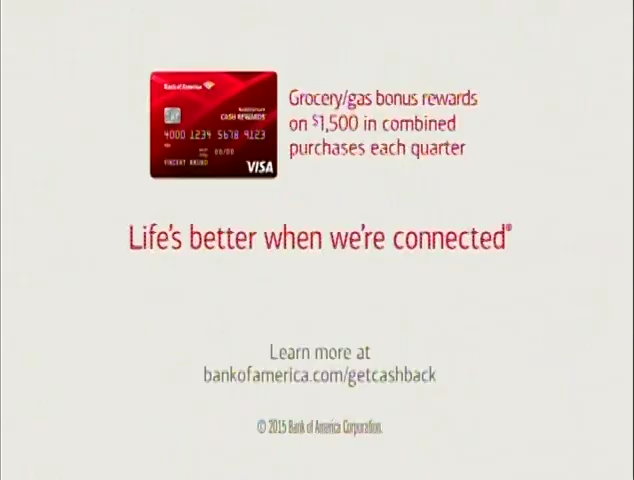 Bank of America
Grocery/gas bonus rewards
on $1,500 in combined
purchases each quarter
CASH REWARDS
4000 1234 5678 9123
00/00
VISA
Life's better when we're connected®
Learn more at
bankofamerica.com/getcashback
© 2015 Bank of America Corporation.